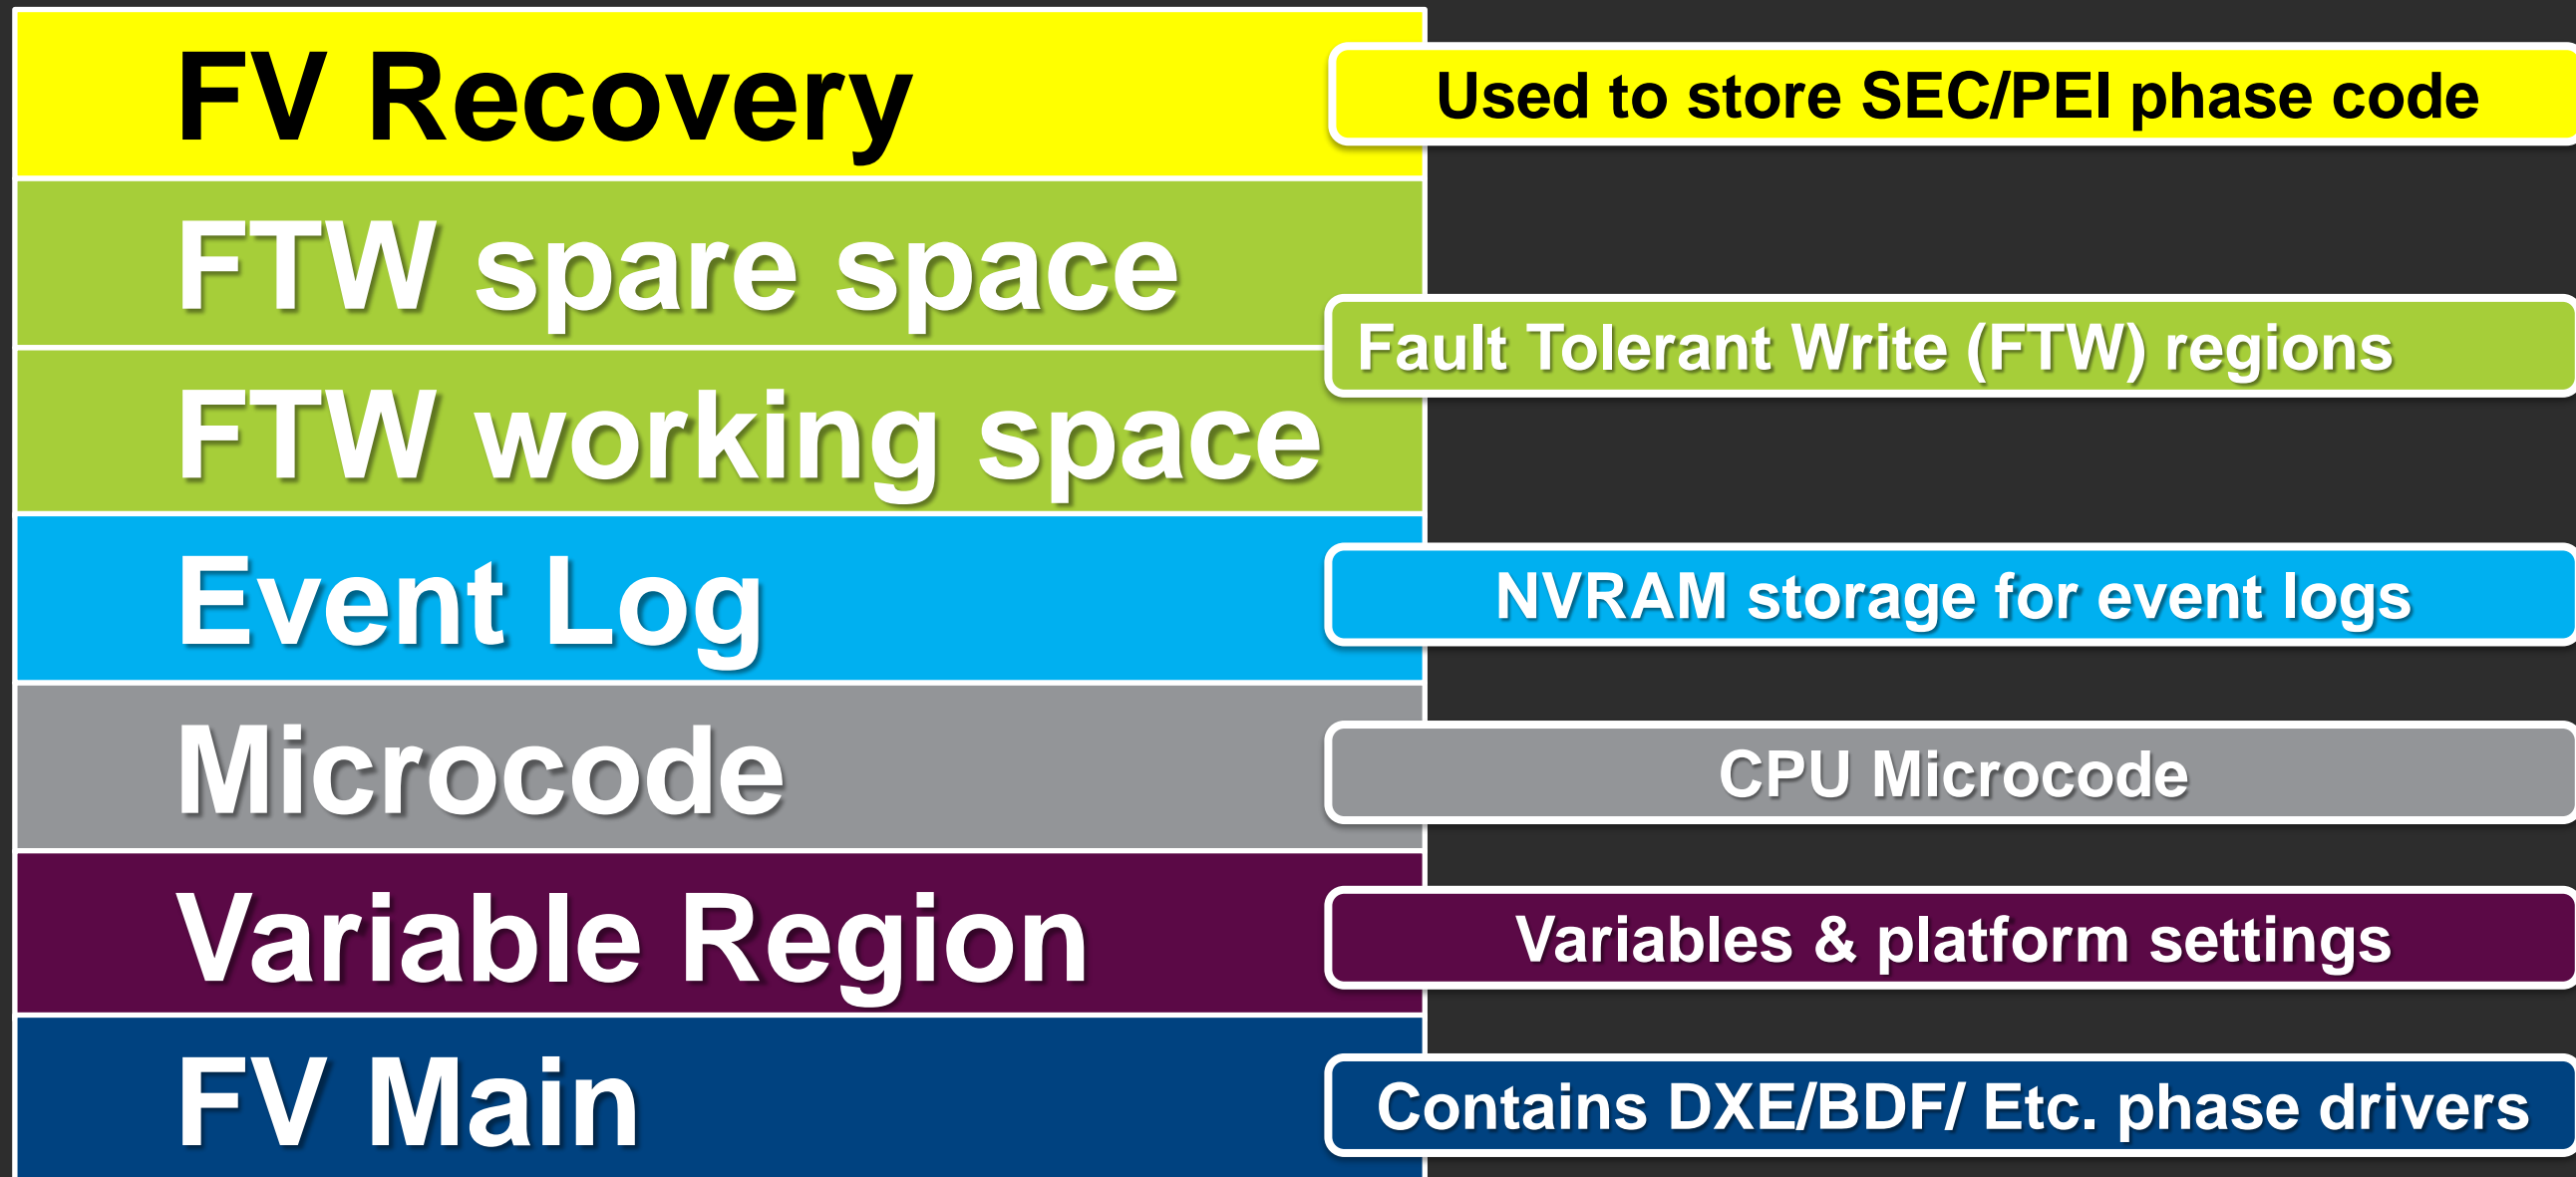 FV Recovery
Used to store SEC/PEI phase code
FTW spare space
Fault Tolerant Write (FTW) regions
FTW working space
Event Log
NVRAM storage for event logs
Microcode
CPU Microcode
Variable Region
Variables & platform settings
FV Main
Contains DXE/BDF/ Etc. phase drivers